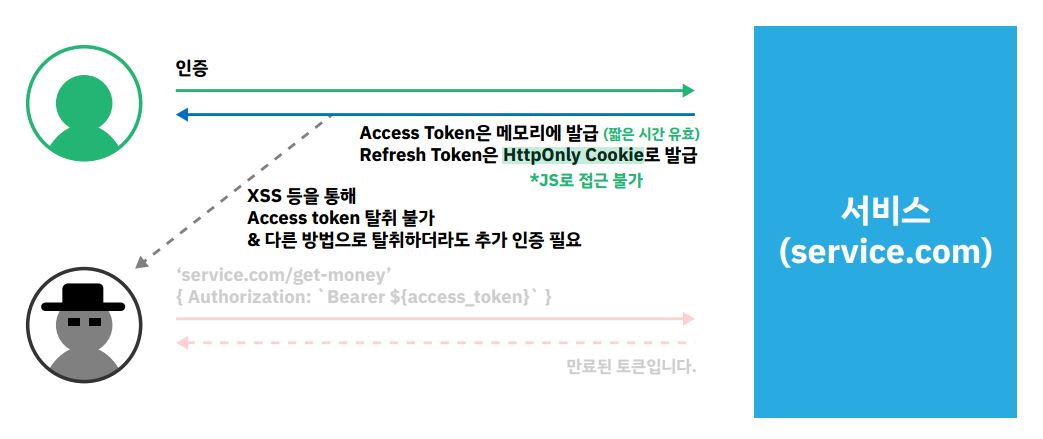 인증
Access Token은 메모리에 발급 (짧은 시간 유효)
Refresh Token은 HttpOnly Cookie로 발급
*JS로 접근 불가
XSS 등을 통해
Access token 탈취 불가
& 다른 방법으로 탈취하더라도 추가 인증 필요
‘service.com/get-money’
{ Authorization: `Bearer ${access_token}` }
만료된 토큰입니다.
서비스
(service.com)